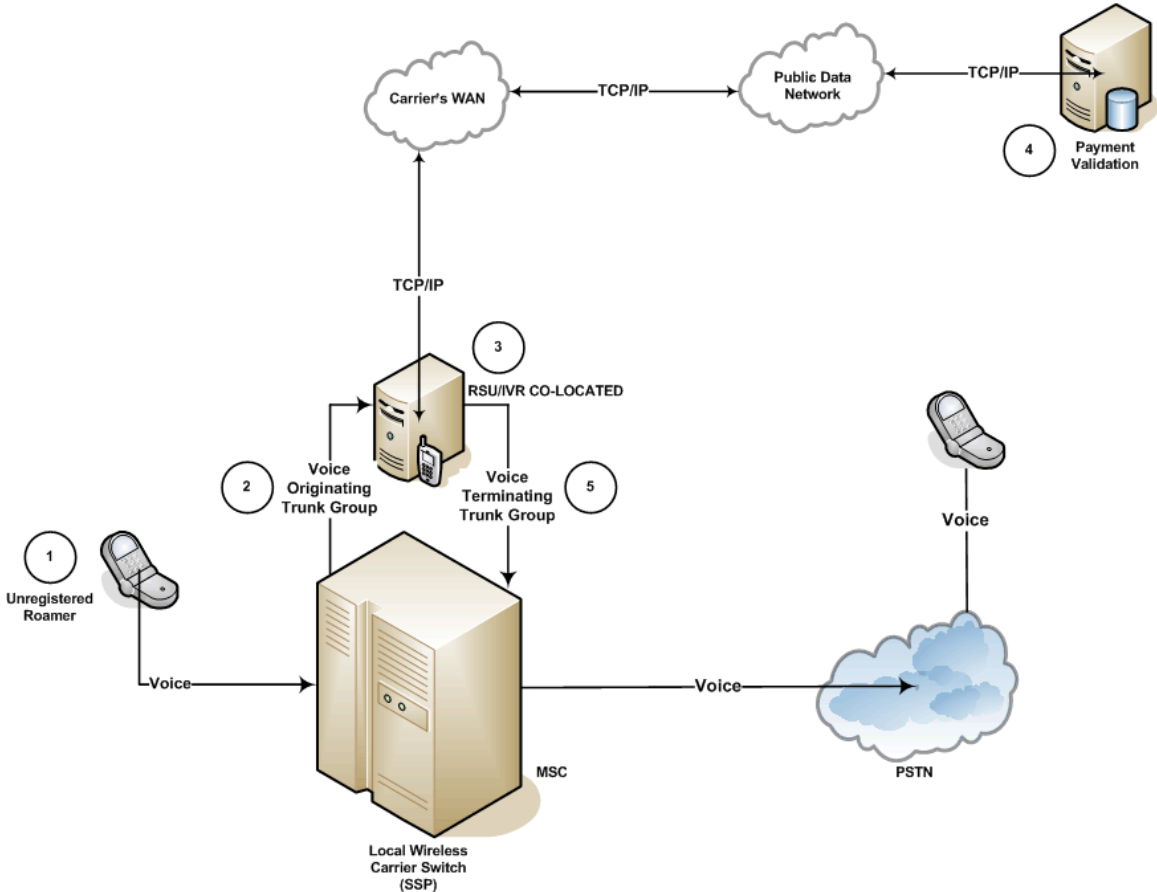 Carrier's WAN
TCP/IP
Public Data
Network
TCP/IP
4
Payment
Validation
TCP/IP
3
RSU/IVR CO-LOCATED
2
Voice
Originating
Trunk Group
Voice
Terminating
Trunk Group
5
1
Unregistered
Roamer
Voice
Voice
Voice
MSC
PSTN
Local Wireless
Carrier Switch
(SSP)